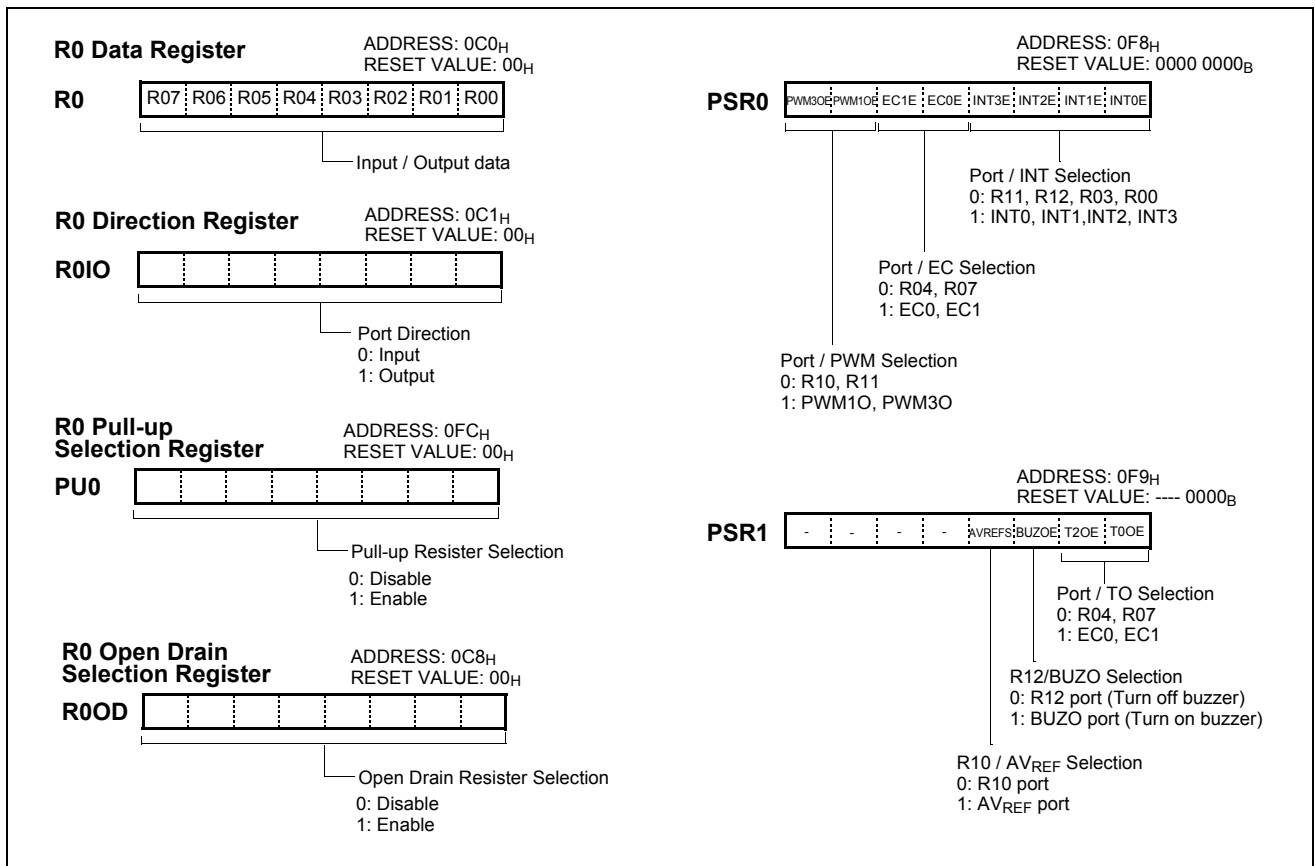 R0 Data Register
ADDRESS: 0C0H
RESET VALUE: 00H
R0
R07 R06 R05 R04 R03 R02 R01 R00
Input / Output data
R0 Direction Register
ADDRESS: 0C1H
RESET VALUE: 00H
R0IO
Port Direction
0: Input
1: Output
R0 Pull-up
Selection Register
ADDRESS: 0FCH
RESET VALUE: 00H
PU0
Pull-up Resister Selection
0: Disable
1: Enable
R0 Open Drain
Selection Register
ADDRESS: 0C8H
RESET VALUE: 00H
R0OD
Open Drain Resister Selection
0: Disable
1: Enable
ADDRESS: 0F8H
RESET VALUE: 0000 0000B
PSR0
PWM3OE PWM1OE EC1E EC0E INT3E INT2E INT1E INT0E
Port / INT Selection
0: R11, R12, R03, R00
1: INT0, INT1,INT2, INT3
Port / EC Selection
0: R04, R07
1: EC0, EC1
Port / PWM Selection
0: R10, R11
1: PWM1O, PWM3O
ADDRESS: 0F9H
RESET VALUE: ---- 0000B
PSR1
- - - - AVREFS BUZOE T2OE T0OE
Port / TO Selection
0: R04, R07
1: EC0, EC1
R12/BUZO Selection
0: R12 port (Turn off buzzer)
1: BUZO port (Turn on buzzer)
R10 / AVREF Selection
0: R10 port
1: AVREF port